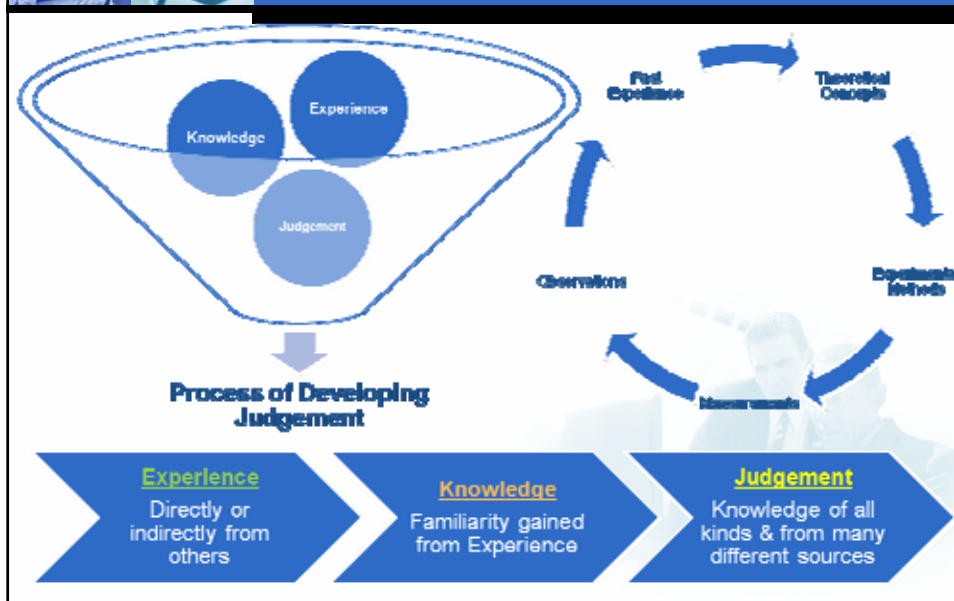 Knowledge
Experience
Judgement
Process of Developing
Judgement
Past
Experience
Theoretical
Concepts
Experimental
Methods
Measurements
Observations
Experience
Directly or
indirectly from
others
Knowledge
Familiarity gained
from Experience
Judgement
Knowledge of all
kinds & from many
different sources